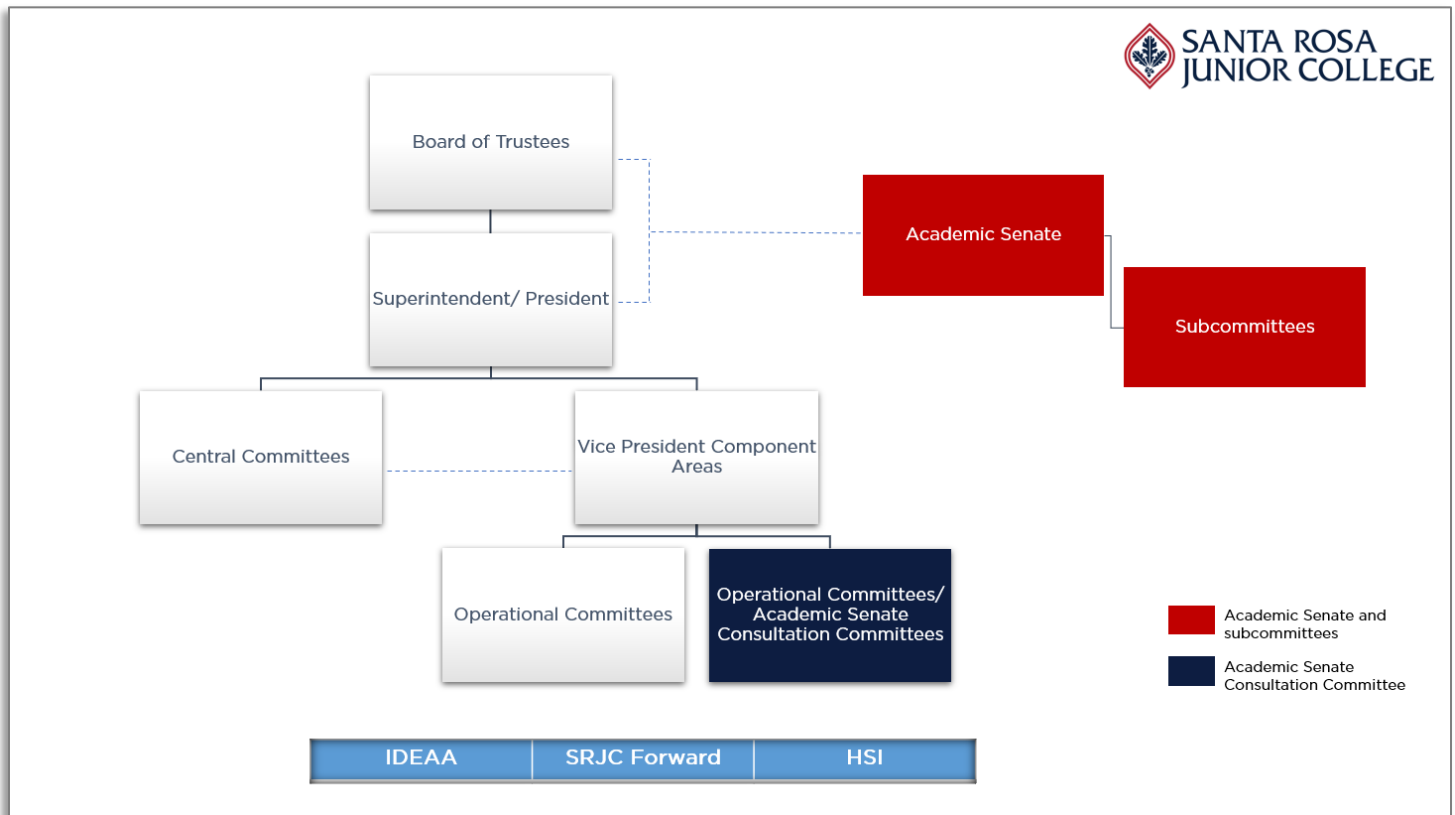 SANTA ROSA
JUNIOR COLLEGE
Board of Trustees
Academic Senate
Superintendent/ President
Subcommittees
Central Committees
Vice President Component
Areas
Operational Committees
Operational Committees/
Academic Senate
Consultation Committees
Academic Senate and
subcommittees
Academic Senate
Consultation Committee
IDEAA
SRJC Forward
HSI